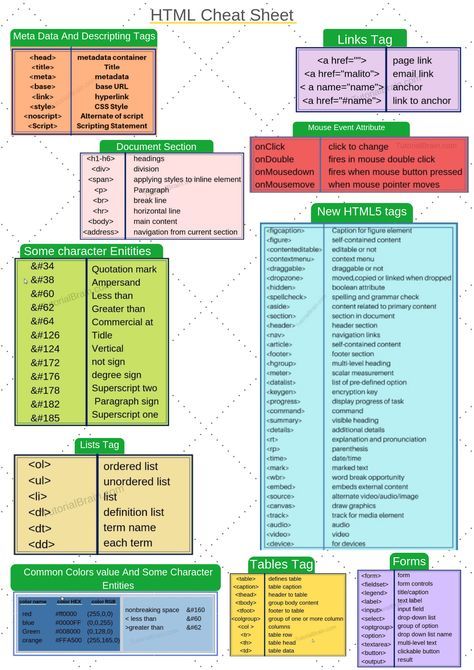 HTML Cheat Sheet
Meta Data And Descripting Tags
<head> metadata container
<title> Title
<meta> metadata
<base> base URL
<link> hyperlink
<style> CSS Style
<noscript> Alternate of script
<Script> Scripting Statement
Links Tag
<a href=""> page link
<a href="malito"> email link
< a name="name"> anchor
<a href="#name"> link to anchor
Document Section
<h1-h6> headings
<div> division
<span> applying styles to inline element
<p> Paragraph
<br> break line
<hr> horizontal line
<body> main content
<address> navigation from current section
Mouse Event Attribute
onClick click to change
onDouble fires in mouse double click
onMousedown fires when mouse button pressed
onMousemove when mouse pointer moves
Some character Enitities
&#34 Quotation mark
&#38 Ampersand
&#60 Less than
&#62 Greater than
&#64 Commercial at
&#126 Tidle
&#124 Vertical
&#172 not sign
&#176 degree sign
&#178 Superscript two
&#182 Paragraph sign
&#185 Superscript one
New HTML5 tags
<figcaption> Caption for figure element
<figure> self-contained content
<contenteditable> editable or not
<contextmenu> context menu
<draggable> draggable or not
<dropzone> moved,copied or linked when dropped
<hidden> boolean attribute
<spellcheck> spelling and grammar check
<aside> content related to primary content
<section> section in document
<header> header section
<nav> navigation links
<article> self-contained content
<footer> footer section
<hgroup> multi-level heading
<meter> scalar measurement
<datalist> list of pre-defined option
<keygen> encryption key
<progress> display progress of task
<command> command
<summary> visible heading
<details> additional details
<rt> explanation and pronunciation
<rp> parenthesis
<time> date/time
<mark> marked text
<wbr> word break opportunity
<embed> embeds external content
<source> alternate video/audio/image
<canvas> draw graphics
<track> track for media element
<audio> audio
<video> video
<device> for devices
Lists Tag
<ol> ordered list
<ul> unordered list
<li> list
<dl> definition list
<dt> term name
<dd> each term
Common Colors value And Some Character
Entities
color name color HEX color RGB
red #ff0000 (255,0,0)
blue #0000FF (0,0,255)
Green #008000 (0,128,0)
orange #FFA500 (255,165,0)
nonbreaking space &#160
< less than &#60
>greater than &#62
Tables Tag
<table> defines table
<caption> table caption
<thead> header to table
<tbody> group body content
<tfoot> footer to table
<colgroup> group of one or more column
<col> columns
<tr> table row
<th> table head
<td> table data
Forms
<form> form
<fieldset> form controls
<legend> title/caption
<label> text label
<input> input field
<select> drop-down list
<optgroup> group of option
<option> drop down list name
<textarea> multi-text input
<button> clickable button
<output> result
TutorialBrain.com